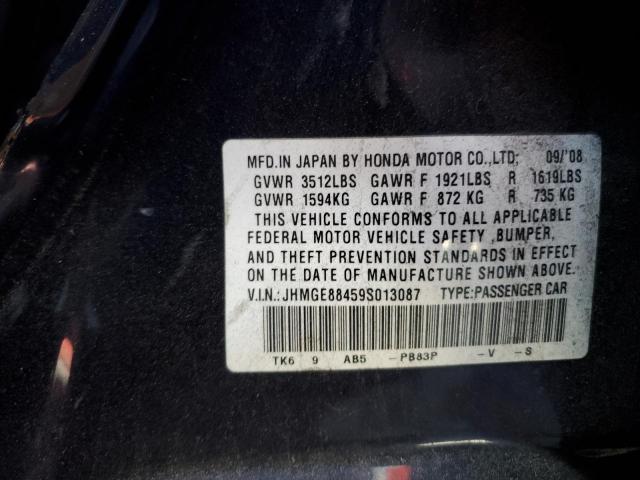 MFD.IN JAPAN BY HONDA MOTOR CO.,LTD; 09/'08
GVWR 3512LBS GAWR F 1921LBS R 1619LBS
GVWR 1594KG GAWR F 872 KG R 735 KG
THIS VEHICLE CONFORMS TO ALL APPLICABLE
FEDERAL MOTOR VEHICLE SAFETY ,BUMPER,
AND THEFT PREVENTION STANDARDS IN EFFECT
ON THE DATE OF MANUFACTURE SHOWN ABOVE.
V.I.N.:JHMGE88459S013087 TYPE:PASSENGER CAR
TK6 9 AB5 -PB83P -V -S